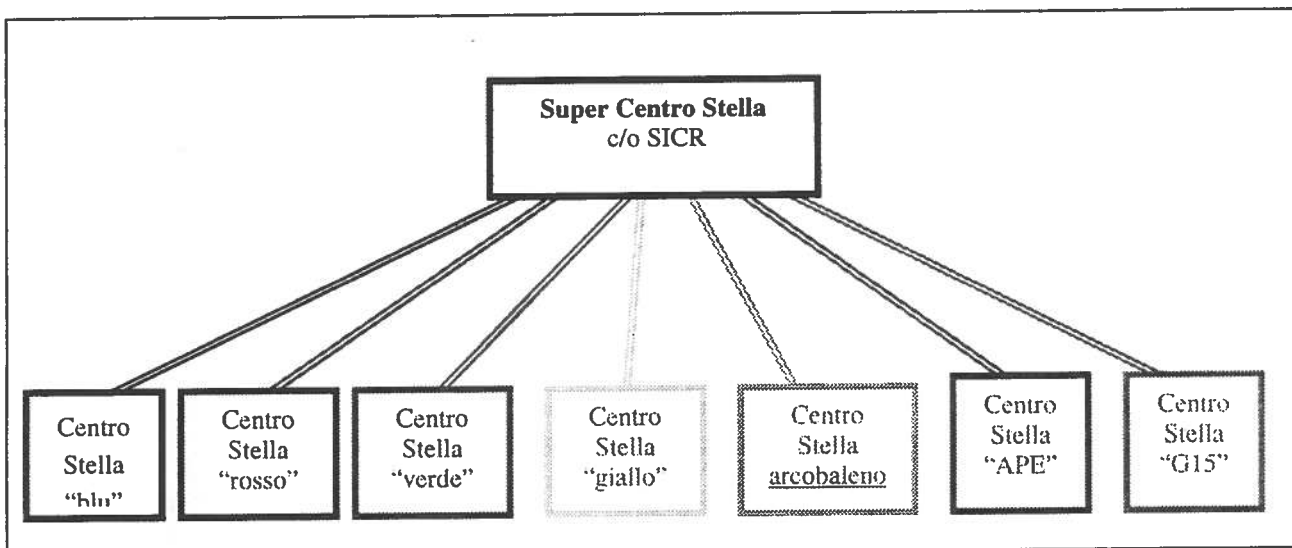 Super Centro Stella
c/o SICR
Centro
Stella
“blu”
Centro
Stella
“rosso”
Centro
Stella
“verde”
Centro
Stella
“giallo”
Centro
Stella
arcobaleno
Centro
Stella
“APE”
Centro
Stella
“G15”